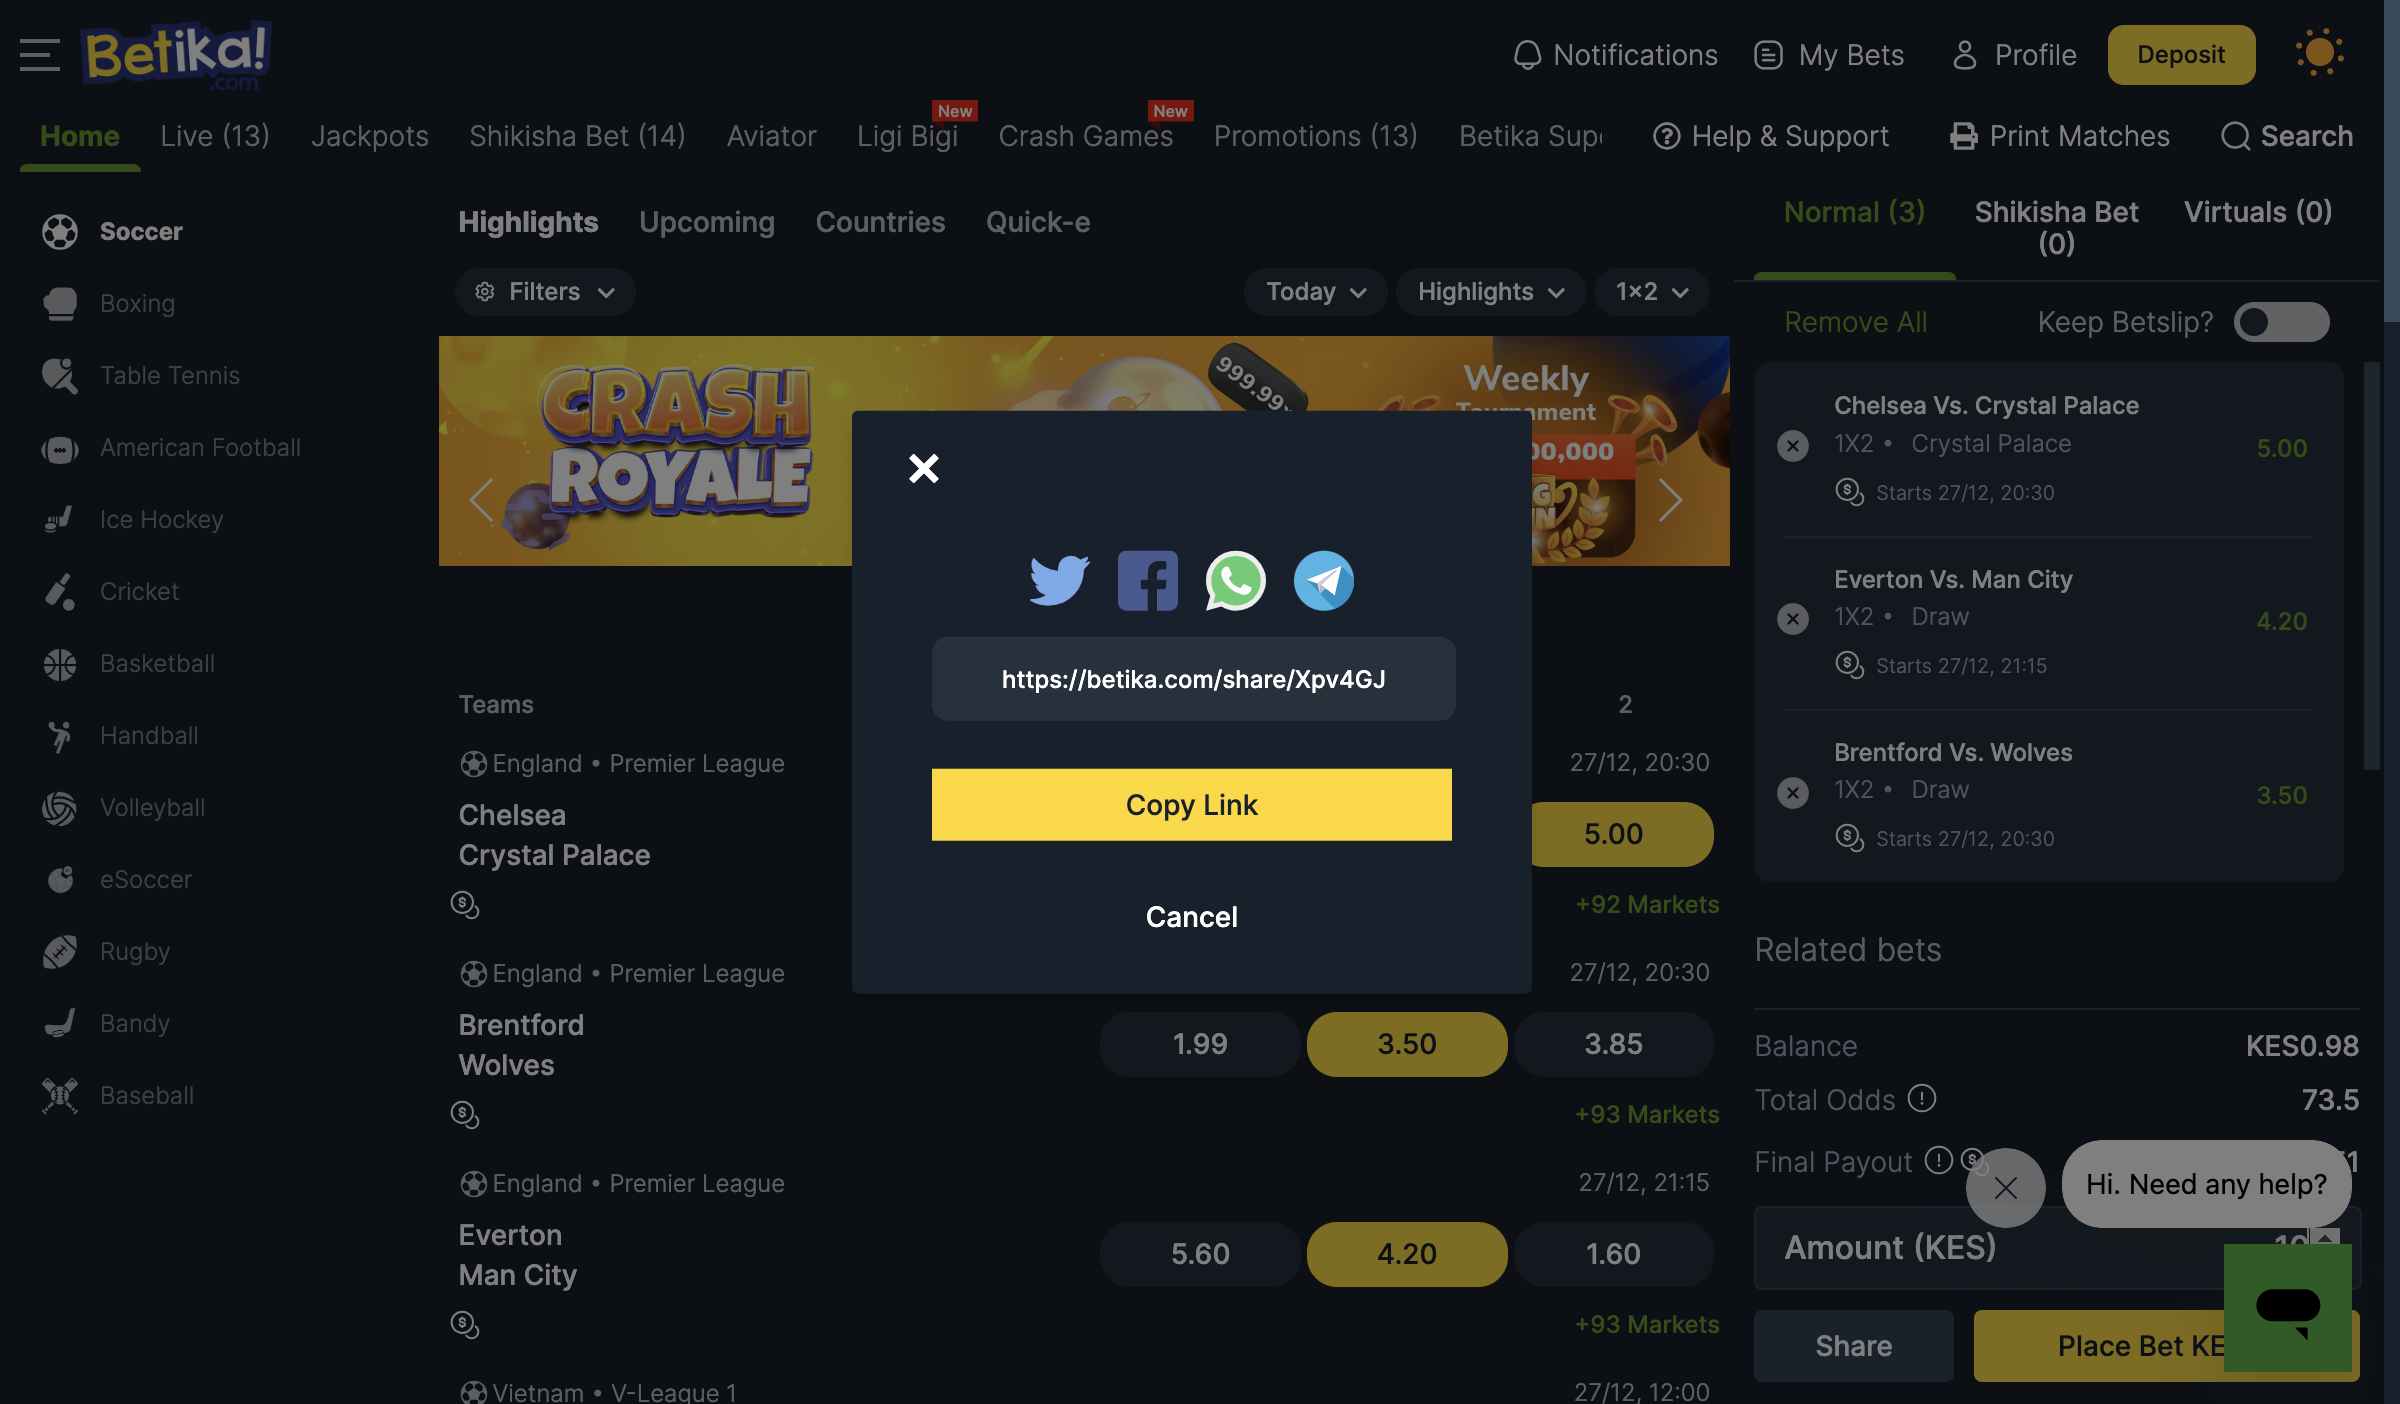 Betika!
.com
Notifications
My Bets
Profile
Deposit
Home
Live (13)
Jackpots
Shikisha Bet (14)
Aviator
Ligi Bigi
New
Crash Games
New
Promotions (13)
Betika Supe
Help & Support
Print Matches
Search
Soccer
Boxing
Table Tennis
American Football
Ice Hockey
Cricket
Basketball
Handball
Volleyball
eSoccer
Rugby
Bandy
Baseball
Highlights
Upcoming
Countries
Quick-e
Filters
Today
Highlights
1×2
CRASH
ROYALE
999.99
Weekly
Teams
2
England • Premier League
27/12, 20:30
Chelsea
Crystal Palace
5.00
+92 Markets
England • Premier League
27/12, 20:30
Brentford
Wolves
1.99
3.50
3.85
+93 Markets
England • Premier League
27/12, 21:15
Everton
Man City
5.60
4.20
1.60
+93 Markets
Vietnam • V-League 1
27/12, 12:00
https://betika.com/share/Xpv4GJ
Copy Link
Cancel
Normal (3)
Shikisha Bet
(0)
Virtuals (0)
Remove All
Keep Betslip?
Chelsea Vs. Crystal Palace
1X2 • Crystal Palace
5.00
Starts 27/12, 20:30
Everton Vs. Man City
1X2 • Draw
4.20
Starts 27/12, 21:15
Brentford Vs. Wolves
1X2 • Draw
3.50
Starts 27/12, 20:30
Related bets
Balance
KES0.98
Total Odds
73.5
Final Payout
Hi. Need any help?
Amount (KES)
Share
Place Bet KE